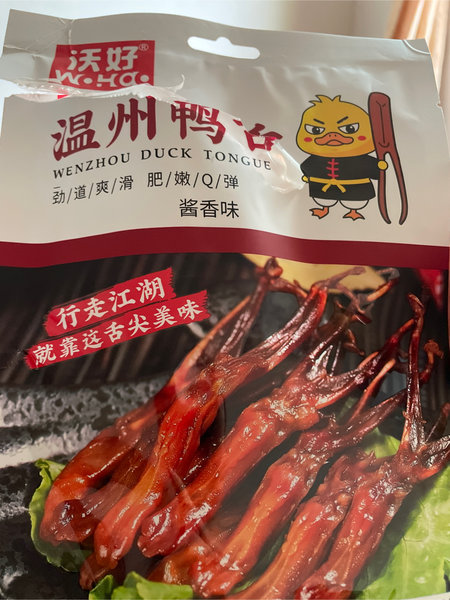 沃好®
WoHao
温州鸭舌
WENZHOU DUCK TONGUE
劲/道/爽/滑 肥/嫩/Q/弹
酱香味
行走江湖
就靠这舌尖美味